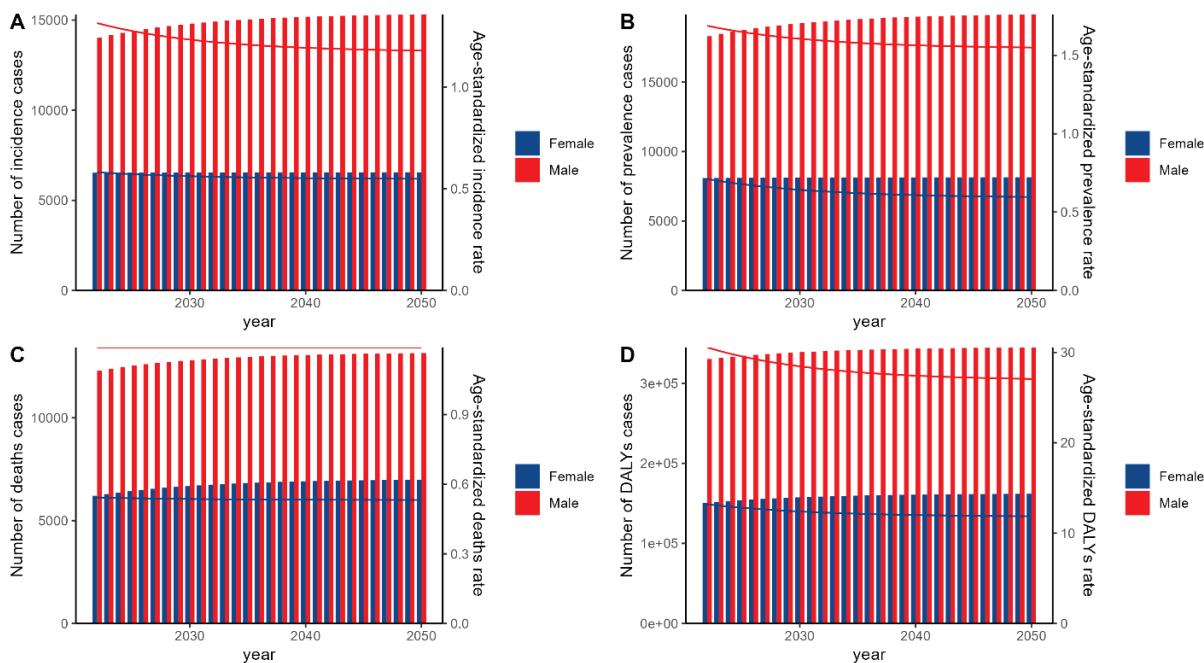 A
Number of incidence cases
15000
10000
5000
0
1.0
0.5
0.0
Age-standardized incidence rate
2030
2040
2050
year
Female
Male
B
Number of prevalence cases
15000
10000
5000
0
1.5
1.0
0.5
0.0
Age-standardized prevalence rate
2030
2040
2050
year
Female
Male
C
Number of deaths cases
10000
5000
0
0.9
0.6
0.3
0.0
Age-standardized deaths rate
2030
2040
2050
year
Female
Male
D
Number of DALYs cases
3e+05
2e+05
1e+05
0e+00
30
20
10
0
Age-standardized DALYs rate
2030
2040
2050
year
Female
Male